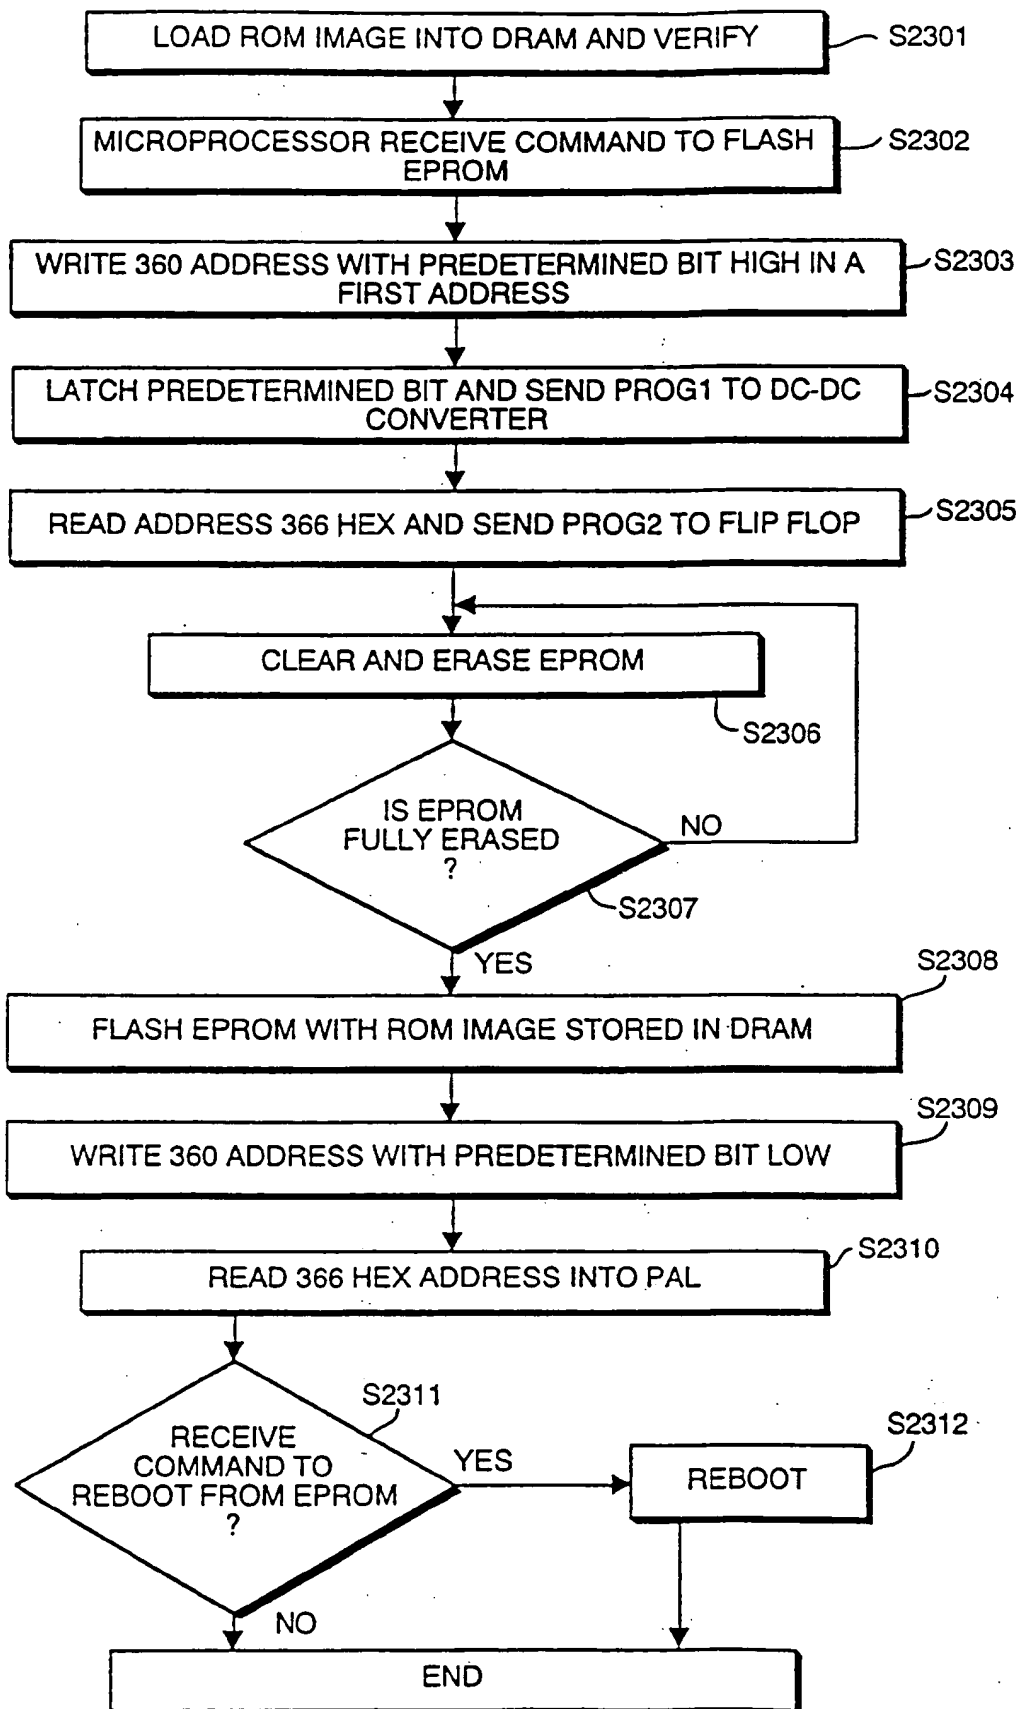 LOAD ROM IMAGE INTO DRAM AND VERIFY
S2301
MICROPROCESSOR RECEIVE COMMAND TO FLASH
EPROM
S2302
WRITE 360 ADDRESS WITH PREDETERMINED BIT HIGH IN A
FIRST ADDRESS
S2303
LATCH PREDETERMINED BIT AND SEND PROG1 TO DC-DC
CONVERTER
S2304
READ ADDRESS 366 HEX AND SEND PROG2 TO FLIP FLOP
S2305
CLEAR AND ERASE EPROM
S2306
IS EPROM
FULLY ERASED
?
NO
S2307
YES
S2308
FLASH EPROM WITH ROM IMAGE STORED IN DRAM
S2309
WRITE 360 ADDRESS WITH PREDETERMINED BIT LOW
S2310
READ 366 HEX ADDRESS INTO PAL
S2311
RECEIVE
COMMAND TO
REBOOT FROM EPROM
?
YES
S2312
REBOOT
NO
END